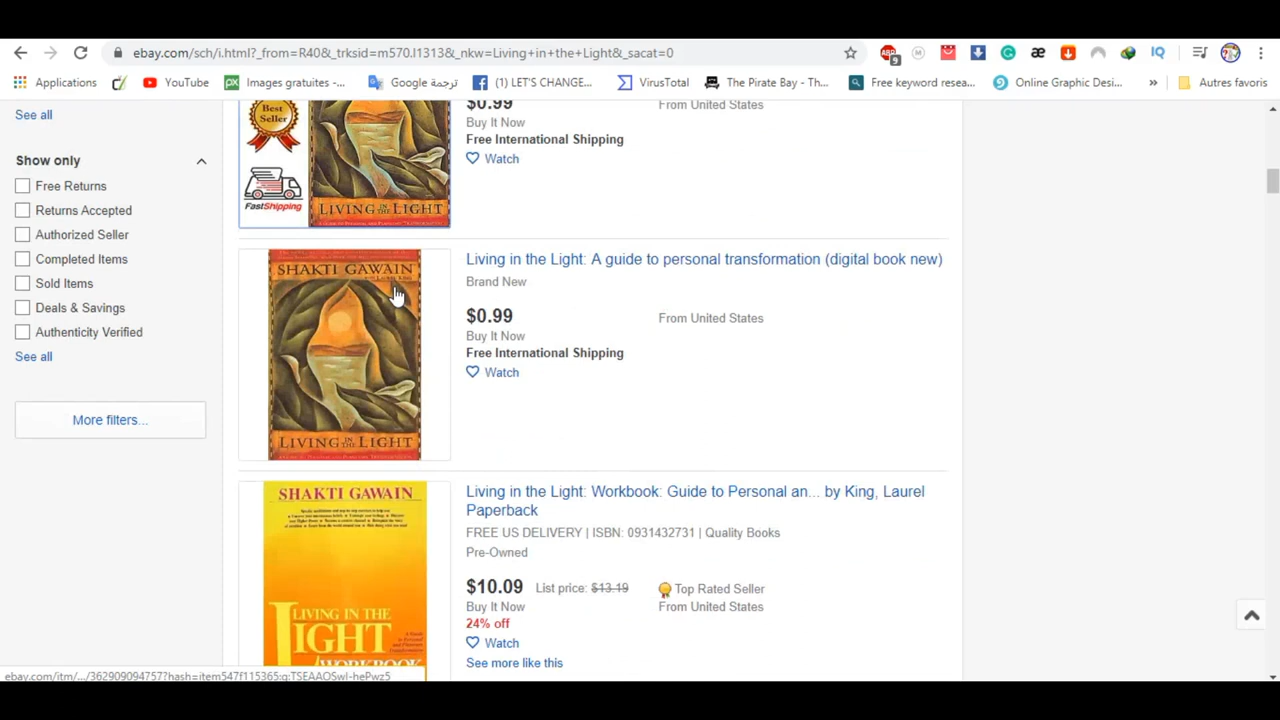 ebay.com/sch/i.html?_from=R40&_trksid=m570.l1313&_nkw=Living+in+the+Light&_sacat=0
ABP
9
M
æ
IQ
Applications
YouTube
px
Images gratuites -...
Google ترجمة
(1) LET'S CHANGE...
VirusTotal
The Pirate Bay - Th...
Free keyword resea...
Online Graphic Desi...
»
Autres favoris
See all
Show only
Free Returns
Returns Accepted
Authorized Seller
Completed Items
Sold Items
Deals & Savings
Authenticity Verified
See all
More filters...
Best
Seller
FastShipping
LIVING IN THE LIGHT
$0.99
From United States
Buy It Now
Free International Shipping
Watch
SHAKTI GAWAIN
LIVING IN THE LIGHT
Living in the Light: A guide to personal transformation (digital book new)
Brand New
$0.99
From United States
Buy It Now
Free International Shipping
Watch
SHAKTI GAWAIN
LIVING IN THE
LIGHT
WORKBOOK
Living in the Light: Workbook: Guide to Personal an... by King, Laurel
Paperback
FREE US DELIVERY | ISBN: 0931432731 | Quality Books
Pre-Owned
$10.09
List price: $13.19
Top Rated Seller
Buy It Now
From United States
24% off
Watch
See more like this